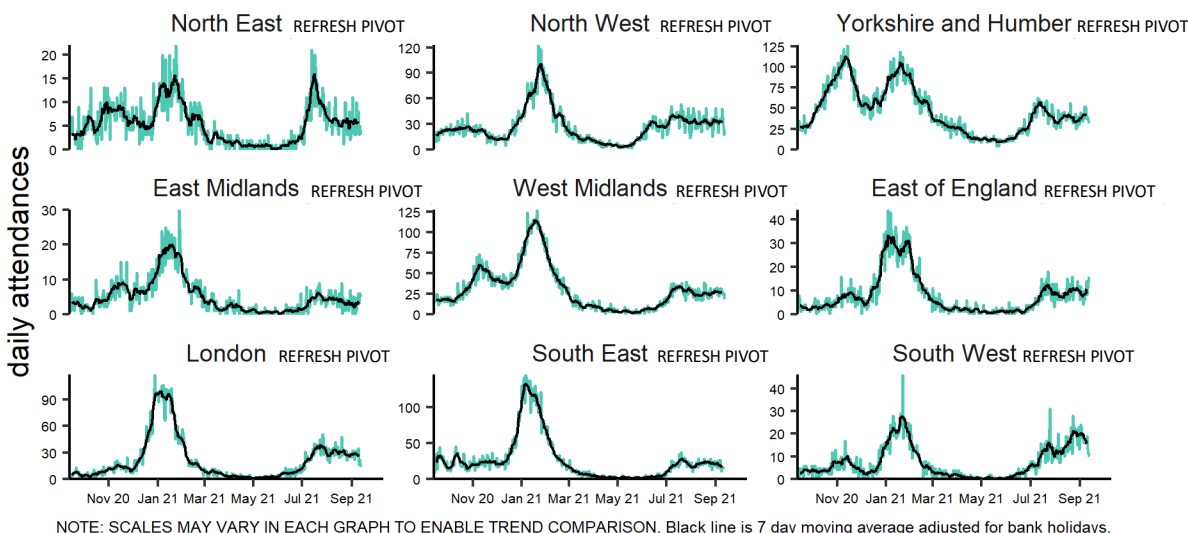 North East REFRESH PIVOT North West REFRESH PIVOT Yorkshire and Humber REFRESH PIVOT
20 15 10 5 0
120 90 60 30 0
125 100 75 50 25 0
daily attendances
East Midlands REFRESH PIVOT West Midlands REFRESH PIVOT East of England REFRESH PIVOT
30 20 10 0
125 100 75 50 25 0
40 30 20 10 0
London REFRESH PIVOT South East REFRESH PIVOT South West REFRESH PIVOT
90 60 30 0
100 50 0
40 30 20 10 0
Nov 20 Jan 21 Mar 21 May 21 Jul 21 Sep 21 Nov 20 Jan 21 Mar 21 May 21 Jul 21 Sep 21 Nov 20 Jan 21 Mar 21 May 21 Jul 21 Sep 21
NOTE: SCALES MAY VARY IN EACH GRAPH TO ENABLE TREND COMPARISON. Black line is 7 day moving average adjusted for bank holidays.